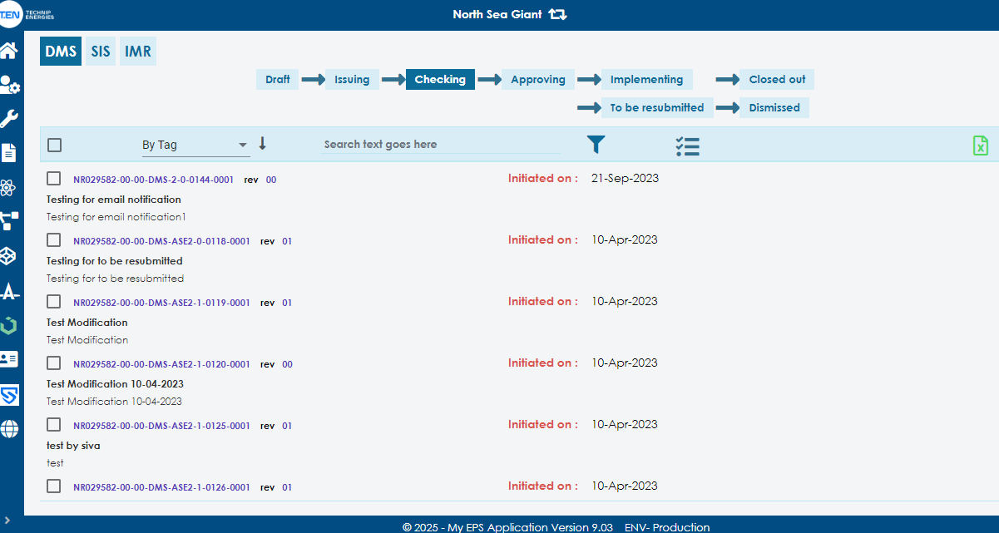 T.EN TECHNIP
ENERGIES
North Sea Giant
DMS SIS IMR
Draft Issuing Checking Approving Implementing Closed out
To be resubmitted Dismissed
By Tag Search text goes here
NR029582-00-00-DMS-2-0-0144-0001 rev 00 Initiated on : 21-Sep-2023
Testing for email notification
Testing for email notification1
NR029582-00-00-DMS-ASE2-0-0118-0001 rev 01 Initiated on : 10-Apr-2023
Testing for to be resubmitted
Testing for to be resubmitted
NR029582-00-00-DMS-ASE2-1-0119-0001 rev 01 Initiated on : 10-Apr-2023
Test Modification
Test Modification
NR029582-00-00-DMS-ASE2-1-0120-0001 rev 00 Initiated on : 10-Apr-2023
Test Modification 10-04-2023
Test Modification 10-04-2023
NR029582-00-00-DMS-ASE2-1-0125-0001 rev 01 Initiated on : 10-Apr-2023
test by siva
test
NR029582-00-00-DMS-ASE2-1-0126-0001 rev 01 Initiated on : 10-Apr-2023
© 2025 - My EPS Application Version 9.03 ENV- Production